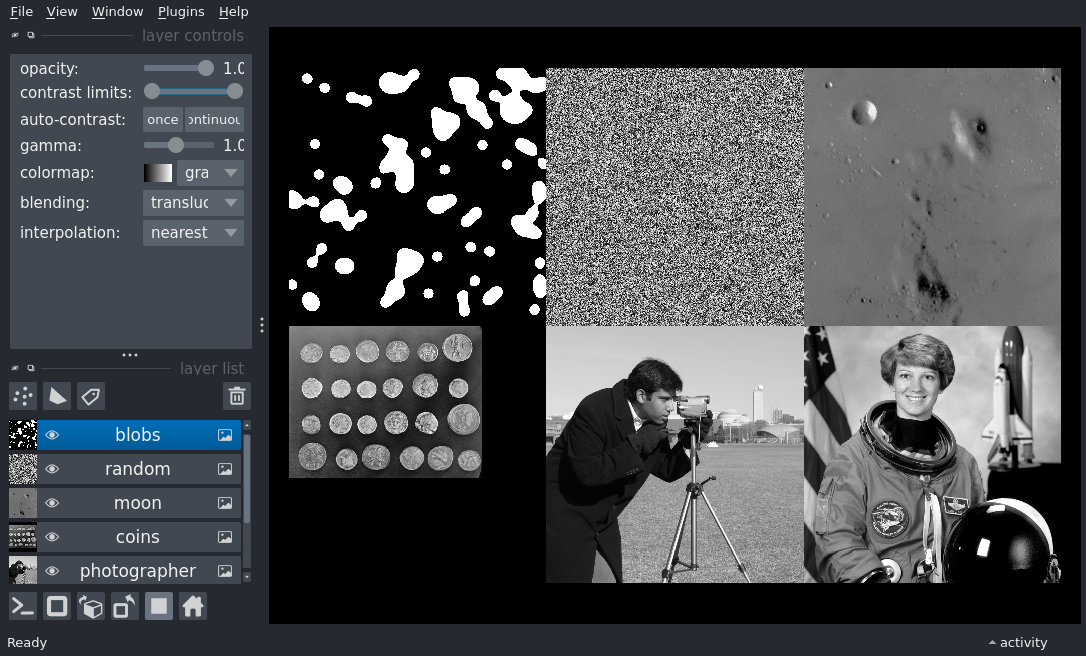 File View Window Plugins Help
layer controls
opacity: 1.0
contrast limits:
auto-contrast: once ontinuou
gamma: 1.0
colormap: gra
blending: transluc
interpolation: nearest
layer list
blobs
random
moon
coins
photographer
Ready
activity